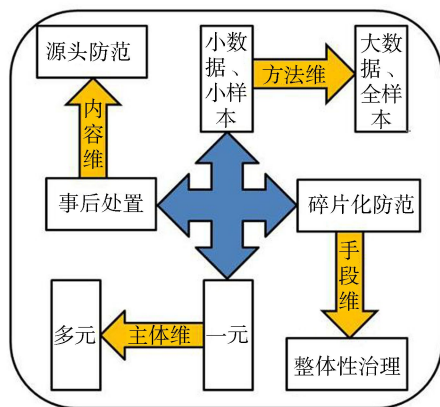 源头防范
小数
据、
小样
本
方法维
大数
据、
全样
本
内容维
事后处置
碎片化防范
手段维
多元
主体维
一元
整体性治理